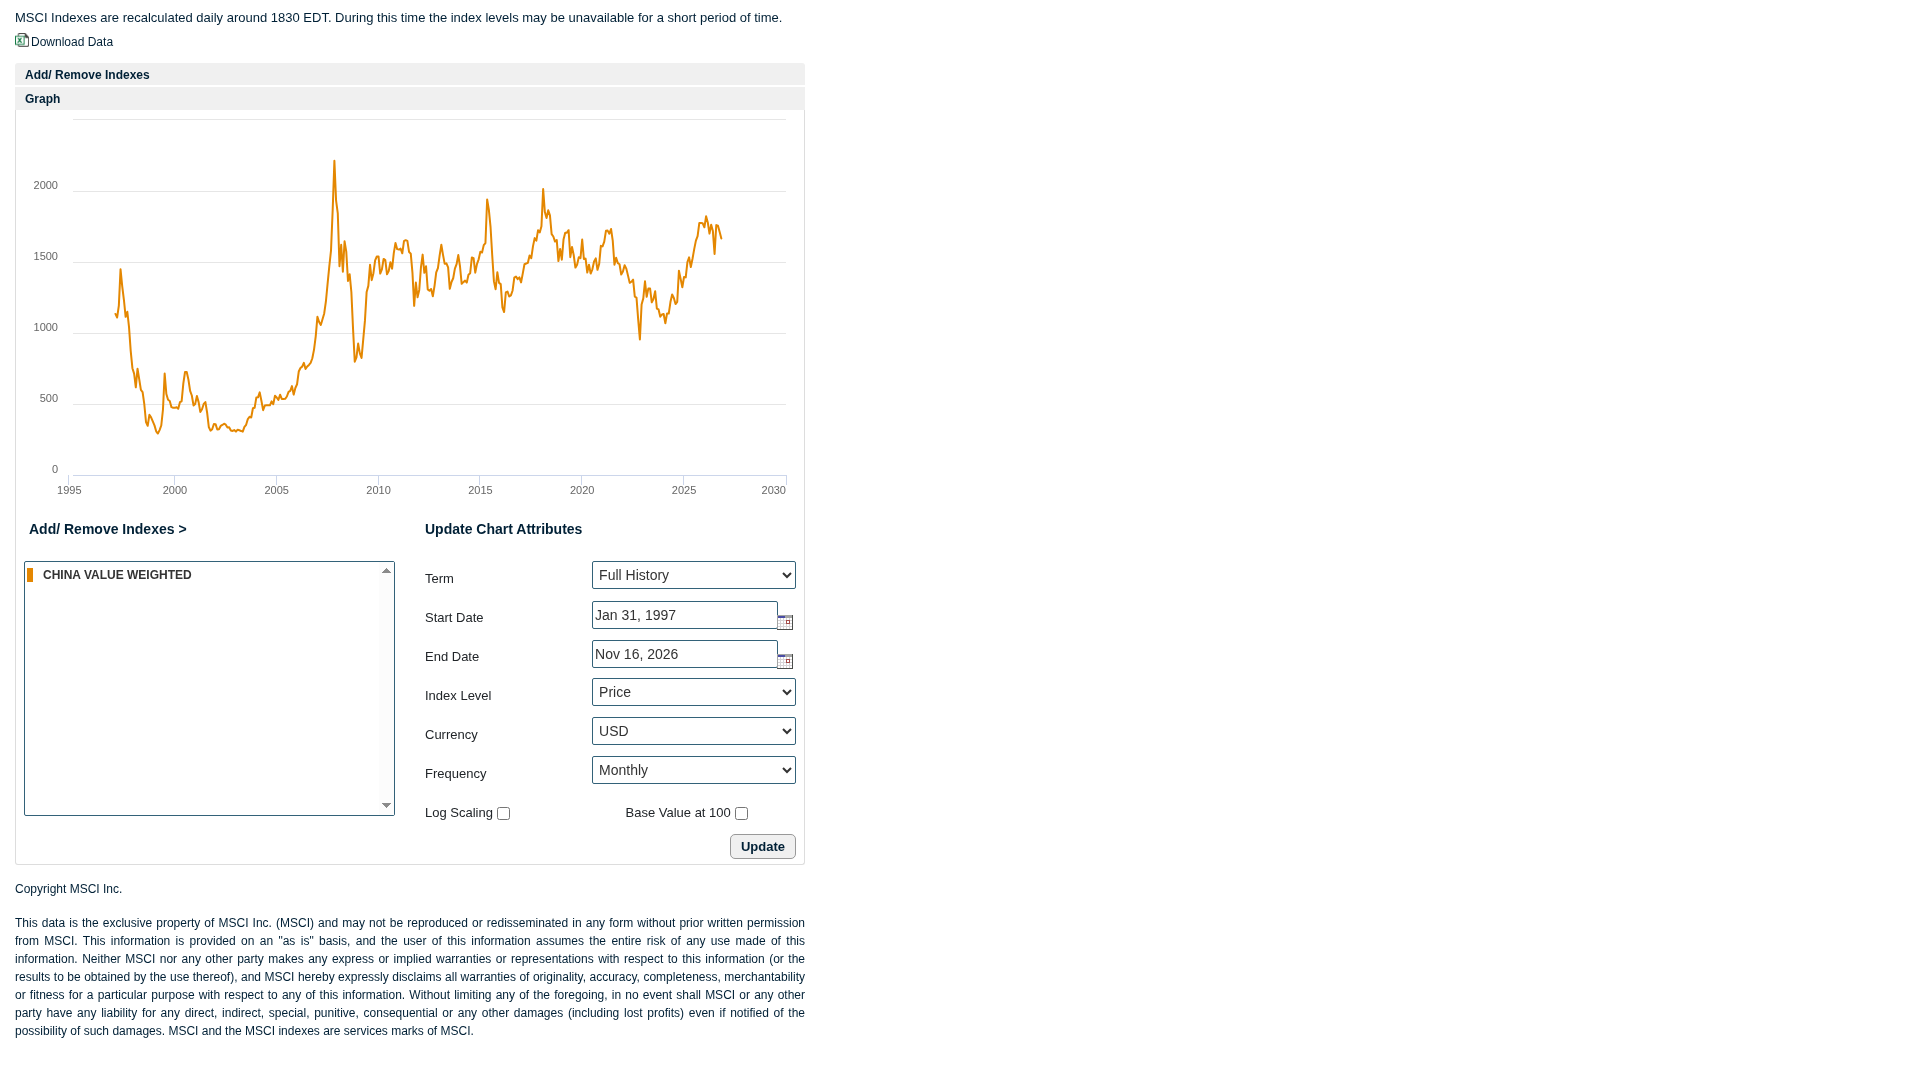 MSCI Indexes are recalculated daily around 1830 EDT. During this time the index levels may be unavailable for a short period of time.
Download Data
Add/ Remove Indexes
Graph
2000
1500
1000
500
0
1995 2000 2005 2010 2015 2020 2025 2030
Add/ Remove Indexes >
CHINA VALUE WEIGHTED
Update Chart Attributes
Term Full History
Start Date Jan 31, 1997
End Date Nov 16, 2026
Index Level Price
Currency USD
Frequency Monthly
Log Scaling Base Value at 100
Update
Copyright MSCI Inc.
This data is the exclusive property of MSCI Inc. (MSCI) and may not be reproduced or redisseminated in any form without prior written permission
from MSCI. This information is provided on an "as is" basis, and the user of this information assumes the entire risk of any use made of this
information. Neither MSCI nor any other party makes any express or implied warranties or representations with respect to this information (or the
results to be obtained by the use thereof), and MSCI hereby expressly disclaims all warranties of originality, accuracy, completeness, merchantability
or fitness for a particular purpose with respect to any of this information. Without limiting any of the foregoing, in no event shall MSCI or any other
party have any liability for any direct, indirect, special, punitive, consequential or any other damages (including lost profits) even if notified of the
possibility of such damages. MSCI and the MSCI indexes are services marks of MSCI.